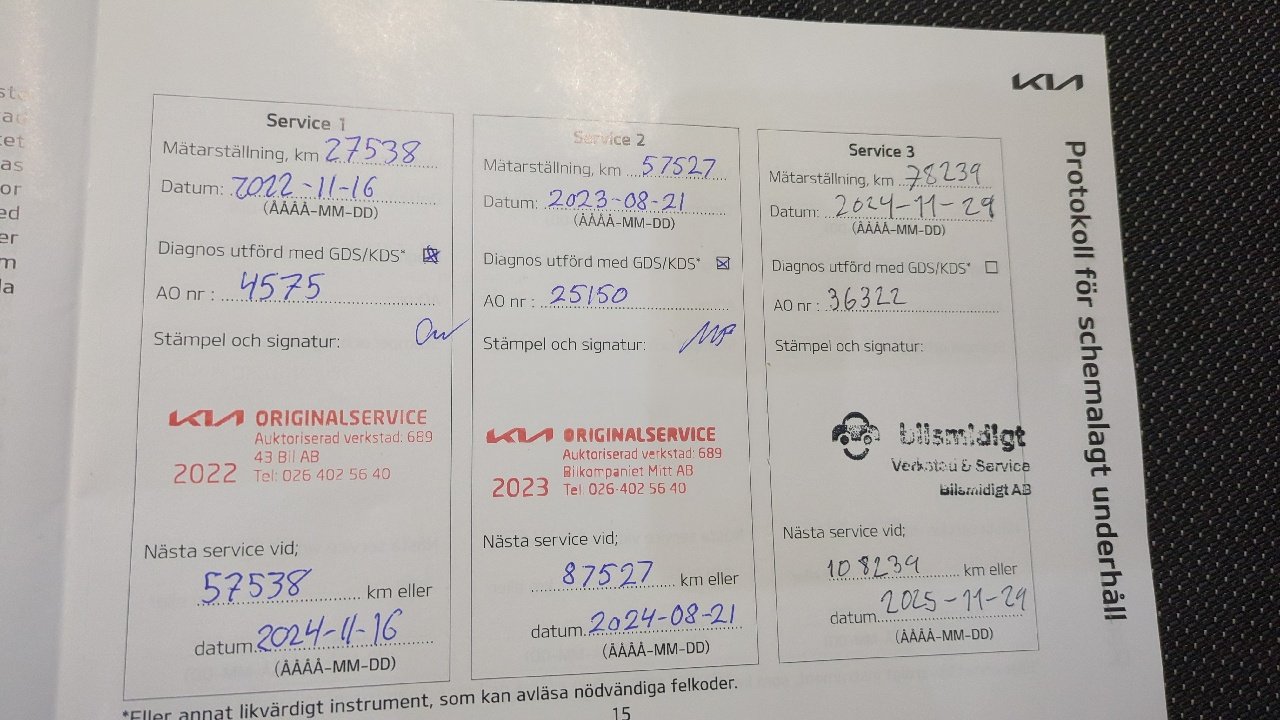 KIA
Protokoll för schemalagt underhåll
Service 1
Mätarställning, km 27538
Datum: 2022-11-16
(ÅÅÅÅ-MM-DD)
Diagnos utförd med GDS/KDS*
AO nr : 4575
Stämpel och signatur:
KIA ORIGINALSERVICE
Auktoriserad verkstad: 689
43 Bil AB
2022 Tel: 026 402 56 40
Nästa service vid;
57538 km eller
datum 2024-11-16
(ÅÅÅÅ-MM-DD)
Service 2
Mätarställning, km 57527
Datum: 2023-08-21
(ÅÅÅÅ-MM-DD)
Diagnos utförd med GDS/KDS*
AO nr : 25150
Stämpel och signatur:
KIA ORIGINALSERVICE
Auktoriserad verkstad: 689
Bilkompaniet Mitt AB
2023 Tel: 026-402 56 40
Nästa service vid;
87527 km eller
datum. 2024-08-21
(ÅÅÅÅ-MM-DD)
Service 3
Mätarställning, km 78239
Datum: 2024-11-29
(ÅÅÅÅ-MM-DD)
Diagnos utförd med GDS/KDS*
AO nr : 36322
Stämpel och signatur:
bilsmidigt
Verkstad & Service
Bilsmidigt AB
Nästa service vid;
108239 km eller
datum. 2025-11-29
(ÅÅÅÅ-MM-DD)
*Eller annat likvärdigt instrument, som kan avläsa nödvändiga felkoder.
15